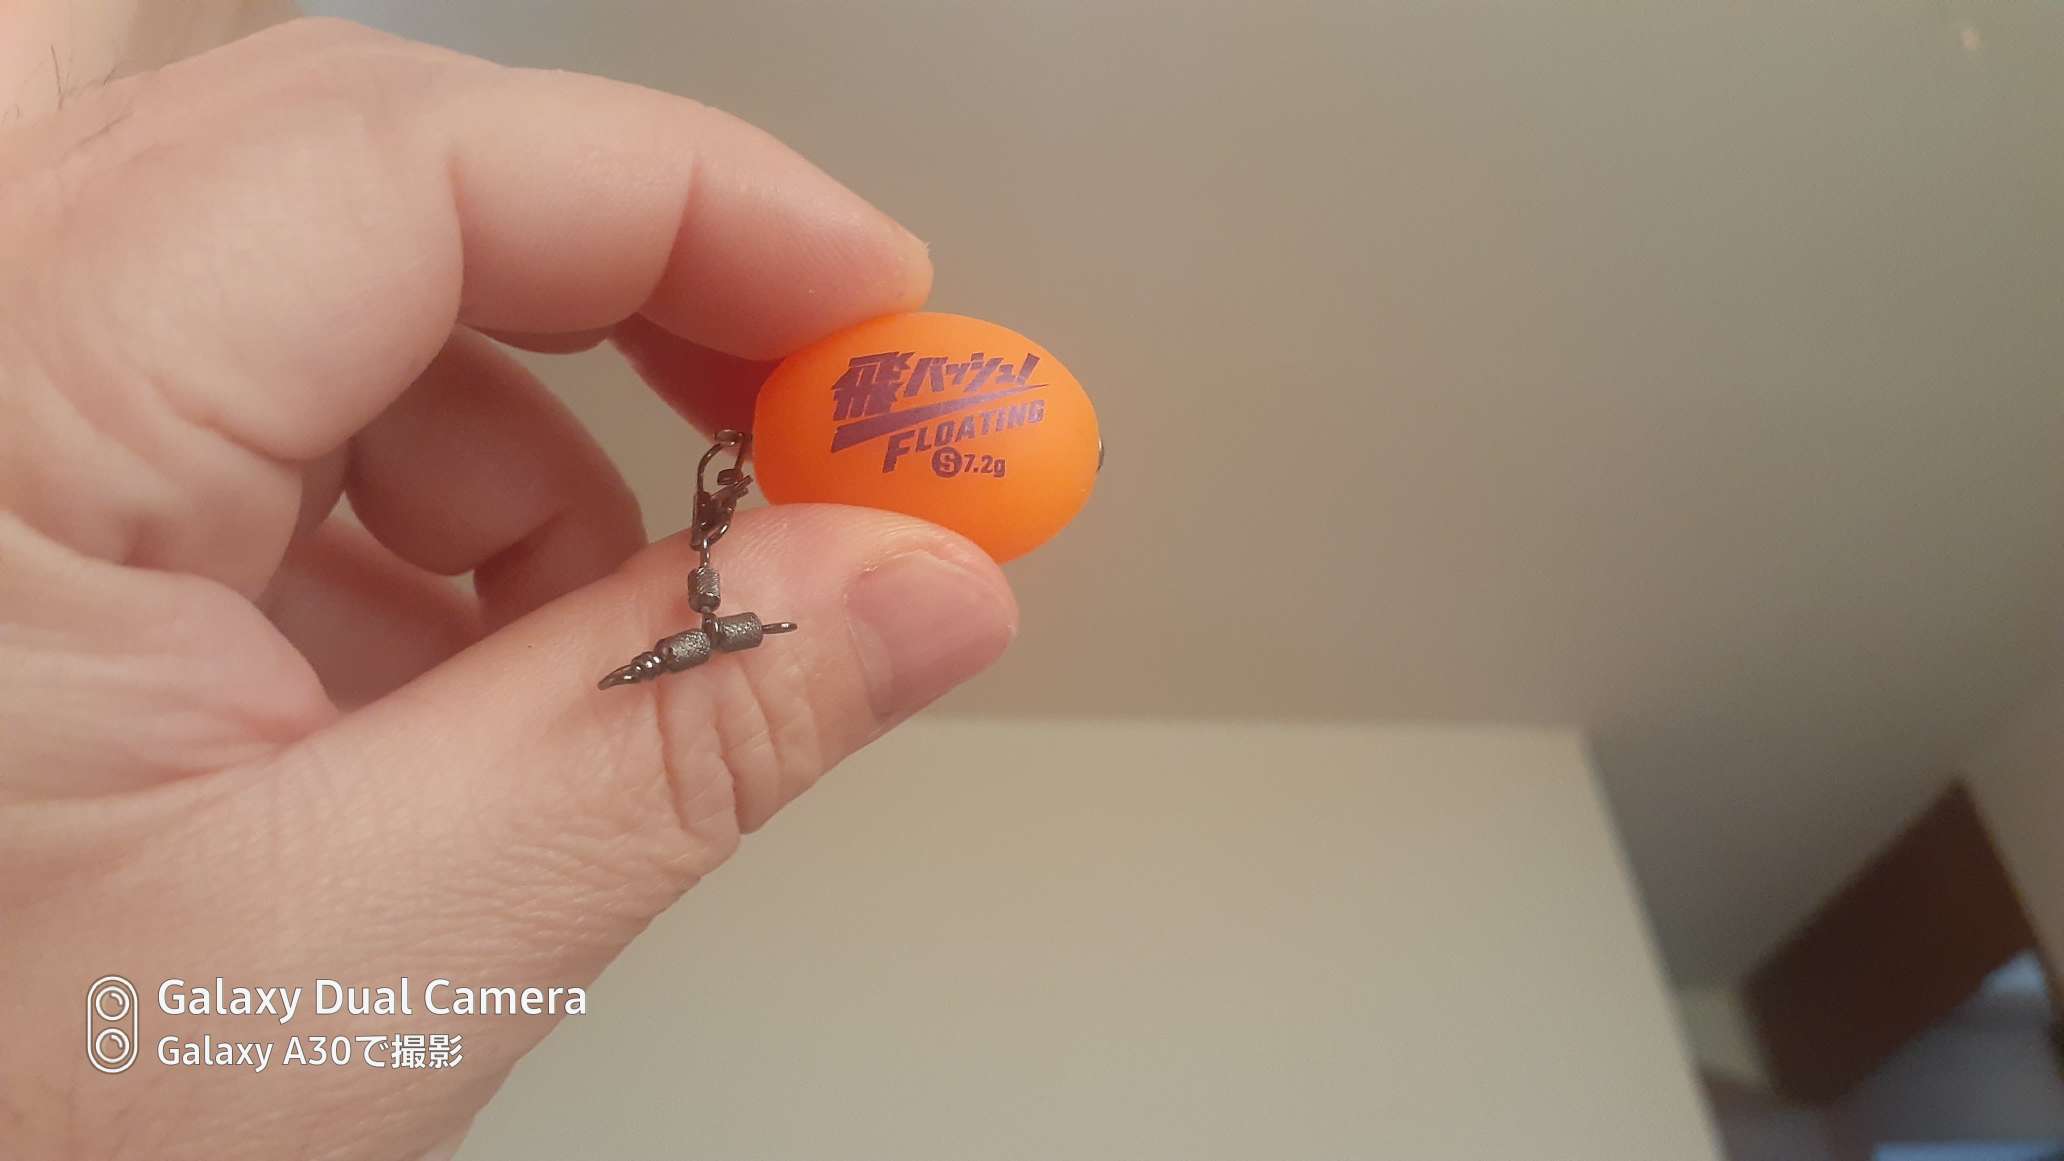 飛バッシュ!
FLOATING
S 7.2g
Galaxy Dual Camera
Galaxy A30で撮影